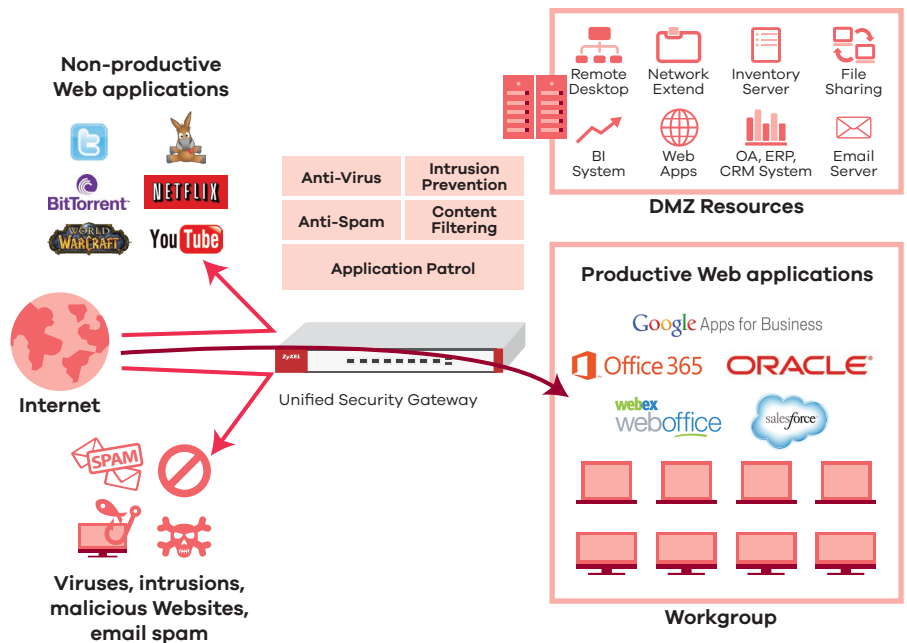 Non-productive
Web applications
BitTorrent
NETFLIX
WORLD
WARCRAFT
You Tube
Internet
SPAM
Viruses, intrusions,
malicious Websites,
email spam
Anti-Virus
Intrusion
Prevention
Anti-Spam
Content
Filtering
Application Patrol
ZyXEL
Unified Security Gateway
Remote
Desktop
Network
Extend
Inventory
Server
File
Sharing
BI
System
Web
Apps
OA, ERP,
CRM System
Email
Server
DMZ Resources
Productive Web applications
Google Apps for Business
Office 365
ORACLE®
webex
weboffice
salesforce
Workgroup